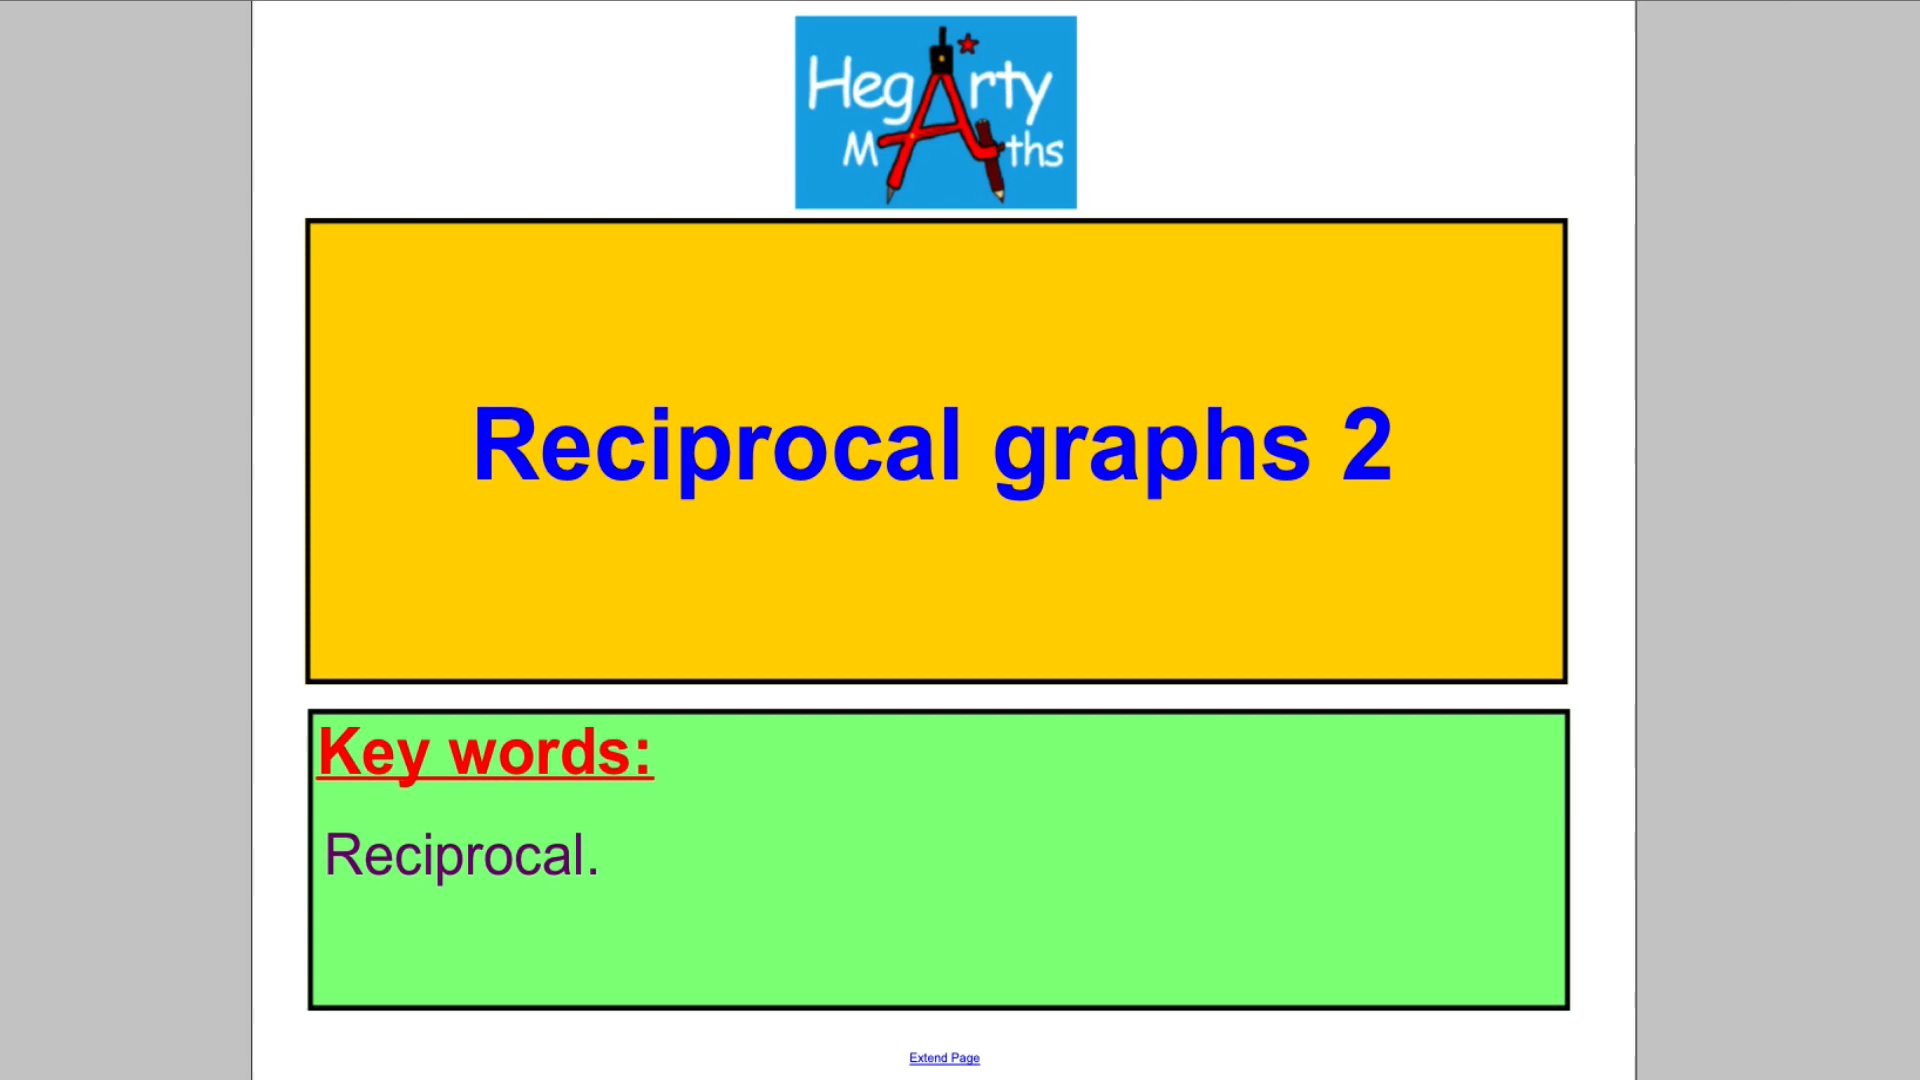 HegArty
MAths
Reciprocal graphs 2
Key words:
Reciprocal.
Extend Page